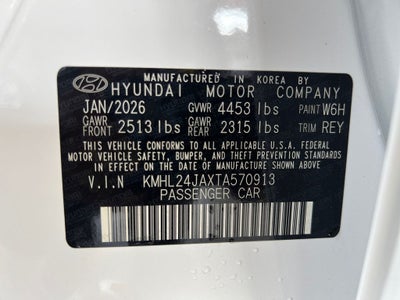 MANUFACTURED IN KOREA BY
HYUNDAI MOTOR COMPANY
JAN/2026 GVWR 4453 lbs PAINT W6H
GAWR FRONT 2513 lbs GAWR REAR 2315 lbs TRIM REY
THIS VEHICLE CONFORMS TO ALL APPLICABLE U.S.A FEDERAL
MOTOR VEHICLE SAFETY, BUMPER, AND THEFT PREVENTION
STANDARDS IN EFFECT ON THE DATE OF MANUFACTURE SHOWN ABOVE.
V.I.N KMHL24JAXTA570913
PASSENGER CAR